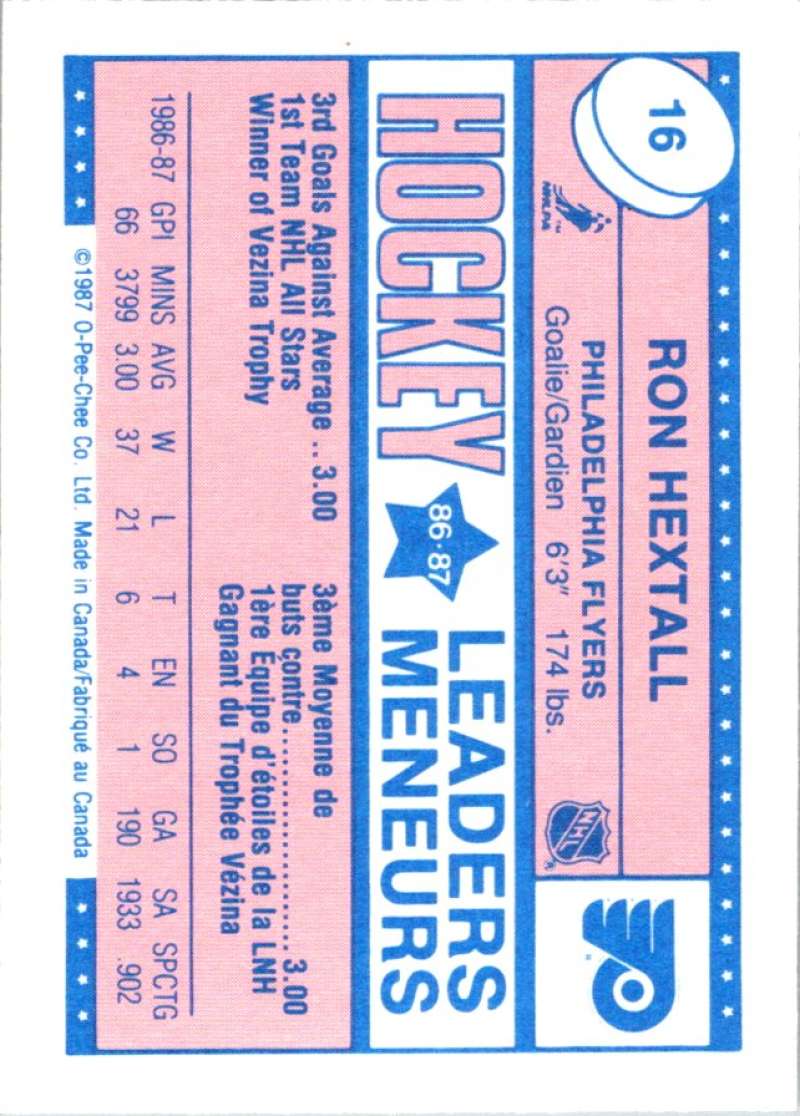 16
NHLPA
™
RON HEXTALL
PHILADELPHIA FLYERS
Goalie/Gardien 6'3" 174 lbs.
NHL
®
HOCKEY
86·87
LEADERS
MENEURS
3rd Goals Against Average .. 3.00
1st Team NHL All Stars
Winner of Vezina Trophy
3ème Moyenne de
buts contre........................ 3.00
1ère Équipe d'étoiles de la LNH
Gagnant du Trophée Vézina
1986-87 GPI MINS AVG W L T EN SO GA SA SPCTG
66 3799 3.00 37 21 6 4 1 190 1933 .902
©1987 O-Pee-Chee Co. Ltd. Made in Canada/Fabriqué au Canada